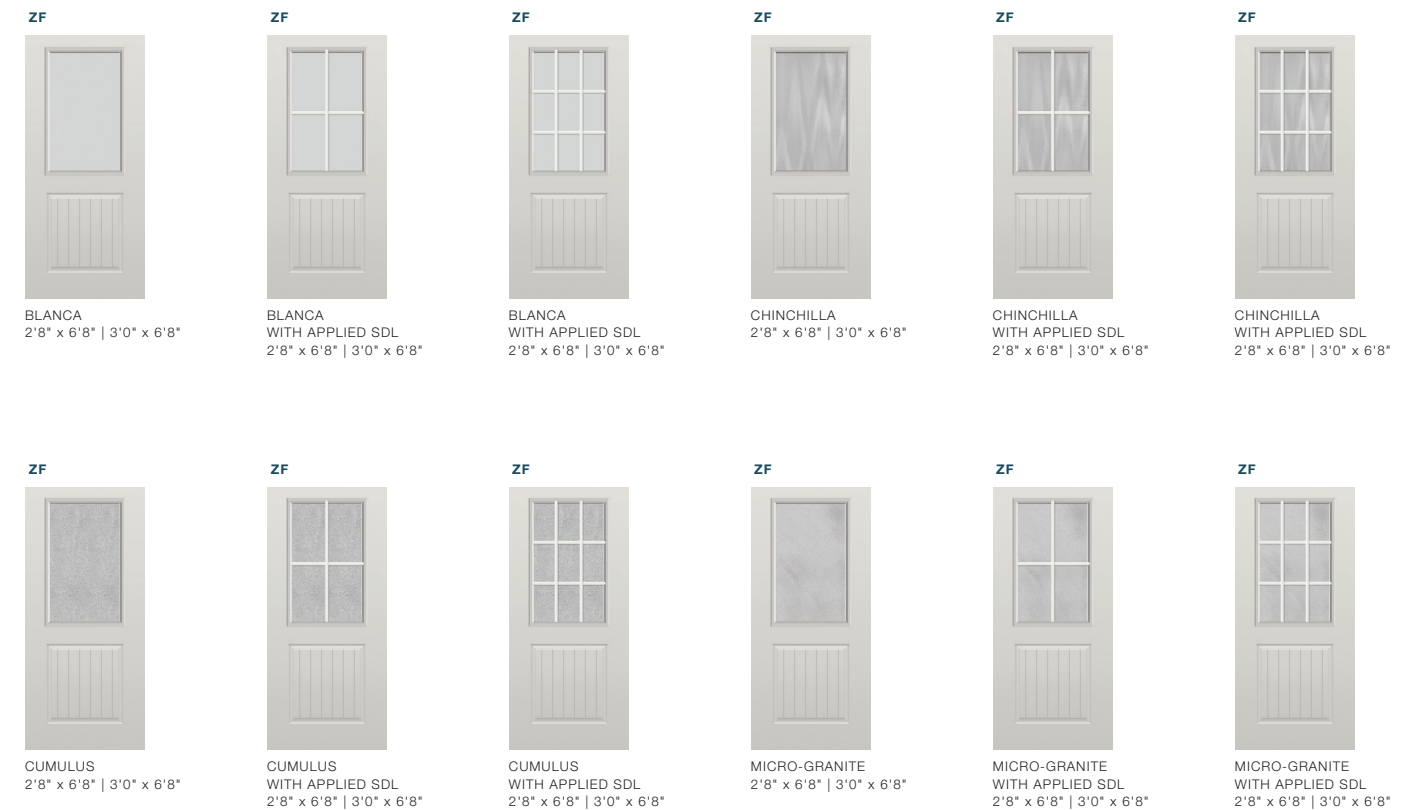 ZF
ZF
ZF
ZF
ZF
ZF
BLANCA
2'8" x 6'8" | 3'0" x 6'8"
BLANCA
WITH APPLIED SDL
2'8" x 6'8" | 3'0" x 6'8"
BLANCA
WITH APPLIED SDL
2'8" x 6'8" | 3'0" x 6'8"
CHINCHILLA
2'8" x 6'8" | 3'0" x 6'8"
CHINCHILLA
WITH APPLIED SDL
2'8" x 6'8" | 3'0" x 6'8"
CHINCHILLA
WITH APPLIED SDL
2'8" x 6'8" | 3'0" x 6'8"
ZF
ZF
ZF
ZF
ZF
ZF
CUMULUS
2'8" x 6'8" | 3'0" x 6'8"
CUMULUS
WITH APPLIED SDL
2'8" x 6'8" | 3'0" x 6'8"
CUMULUS
WITH APPLIED SDL
2'8" x 6'8" | 3'0" x 6'8"
MICRO-GRANITE
2'8" x 6'8" | 3'0" x 6'8"
MICRO-GRANITE
WITH APPLIED SDL
2'8" x 6'8" | 3'0" x 6'8"
MICRO-GRANITE
WITH APPLIED SDL
2'8" x 6'8" | 3'0" x 6'8"